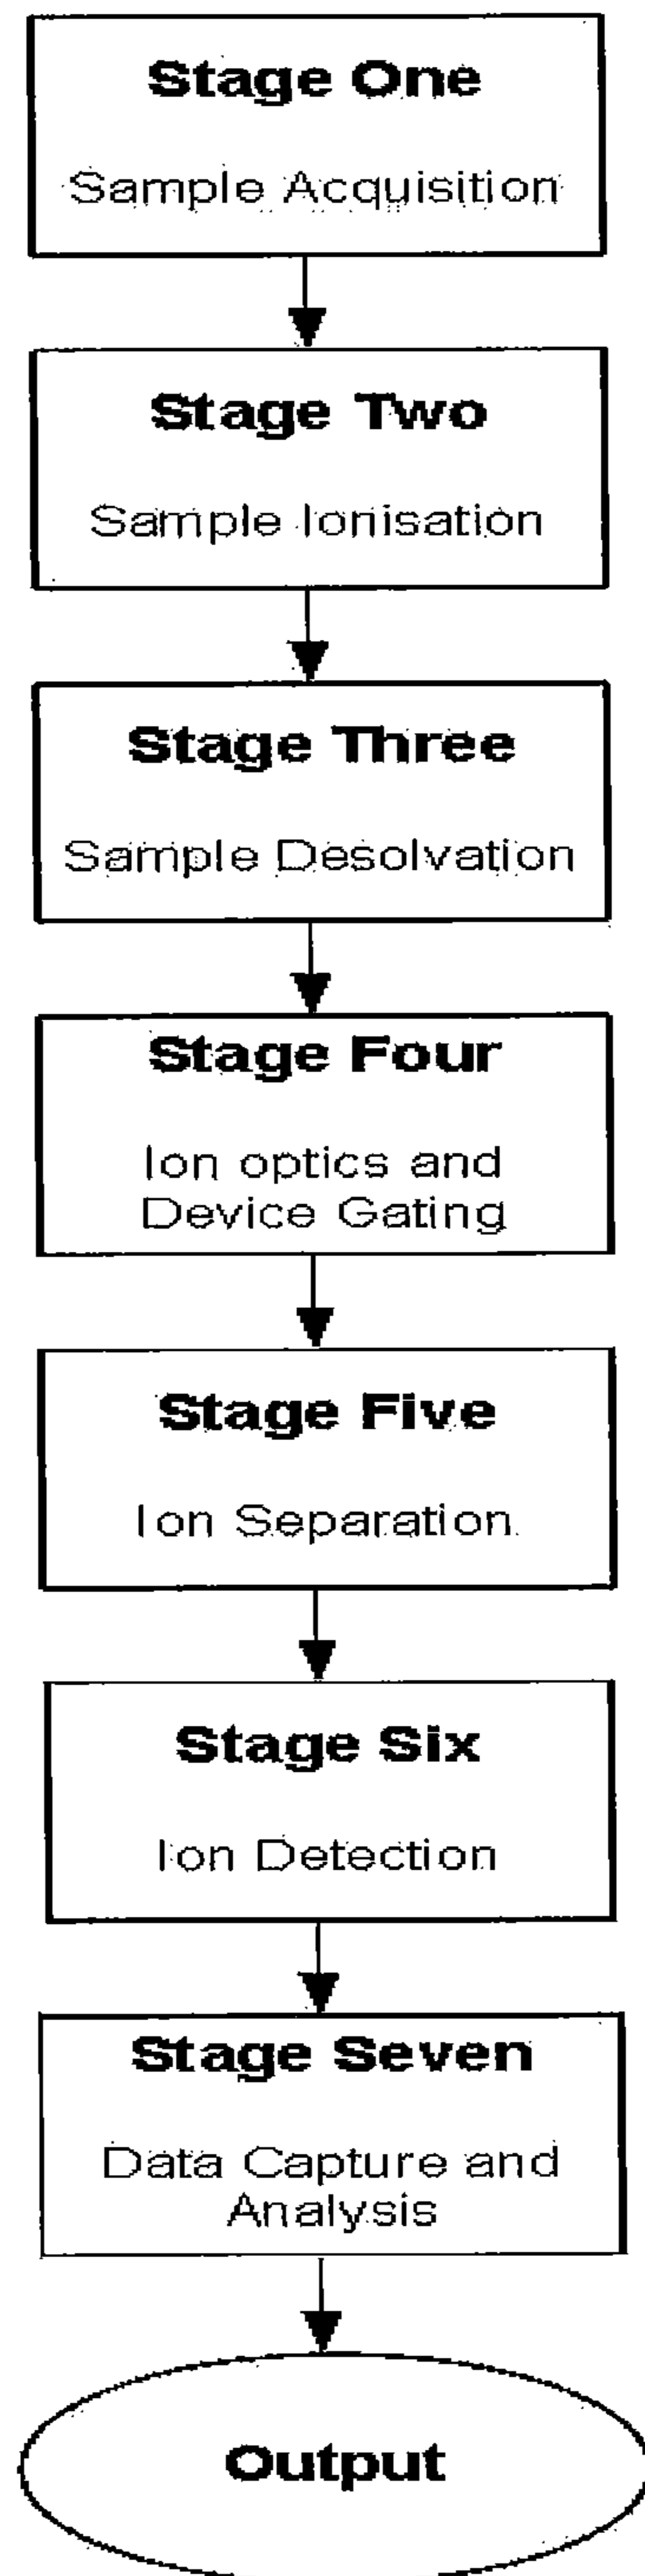 Stage One
Sample Acquisition
Stage Two
Sample Ionisation
Stage Three
Sample Desolvation
Stage Four
Ion optics and
Device Gating
Stage Five
Ion Separation
Stage Six
Ion Detection
Stage Seven
Data Capture and
Analysis
Output